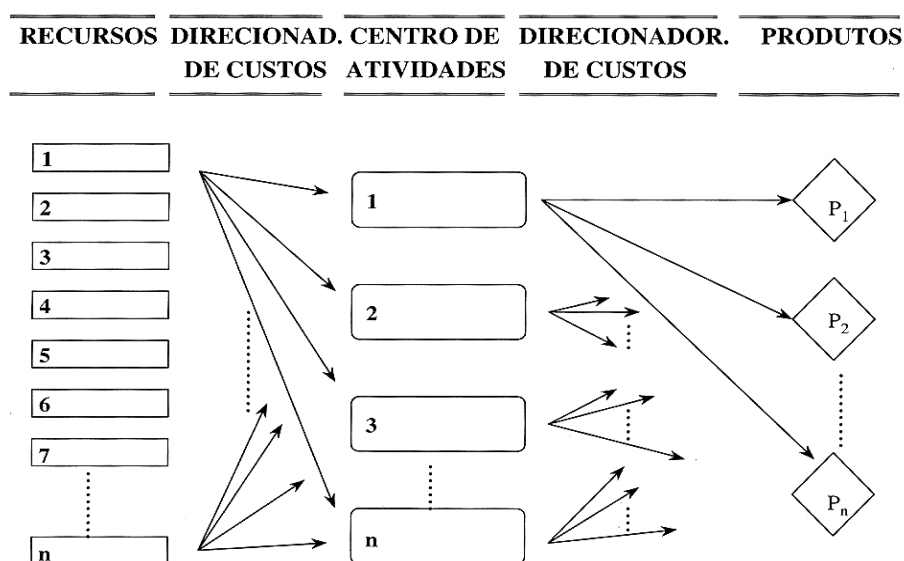 RECURSOS DIRECIONAD. CENTRO DE DIRECIONADOR. PRODUTOS
DE CUSTOS ATIVIDADES DE CUSTOS
1
2
3
4
5
6
7
n
1
2
3
n
P1
P2
Pn